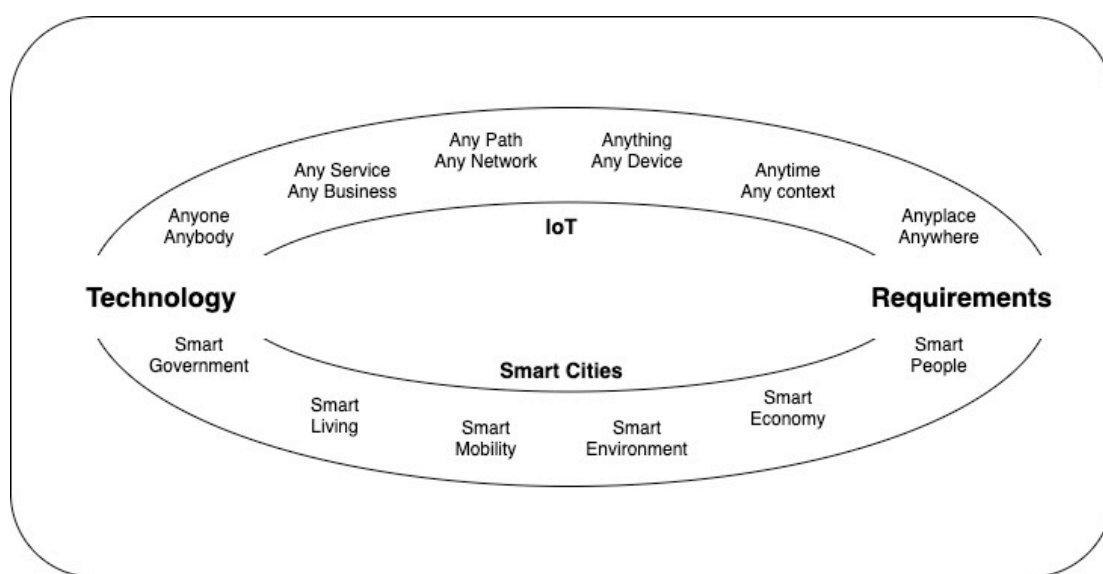 Any Path
Any Network
Anything
Any Device
Any Service
Any Business
Anytime
Any context
Anyone
Anybody
Anyplace
Anywhere
IoT
Technology
Requirements
Smart
Government
Smart
People
Smart Cities
Smart
Living
Smart
Mobility
Smart
Environment
Smart
Economy